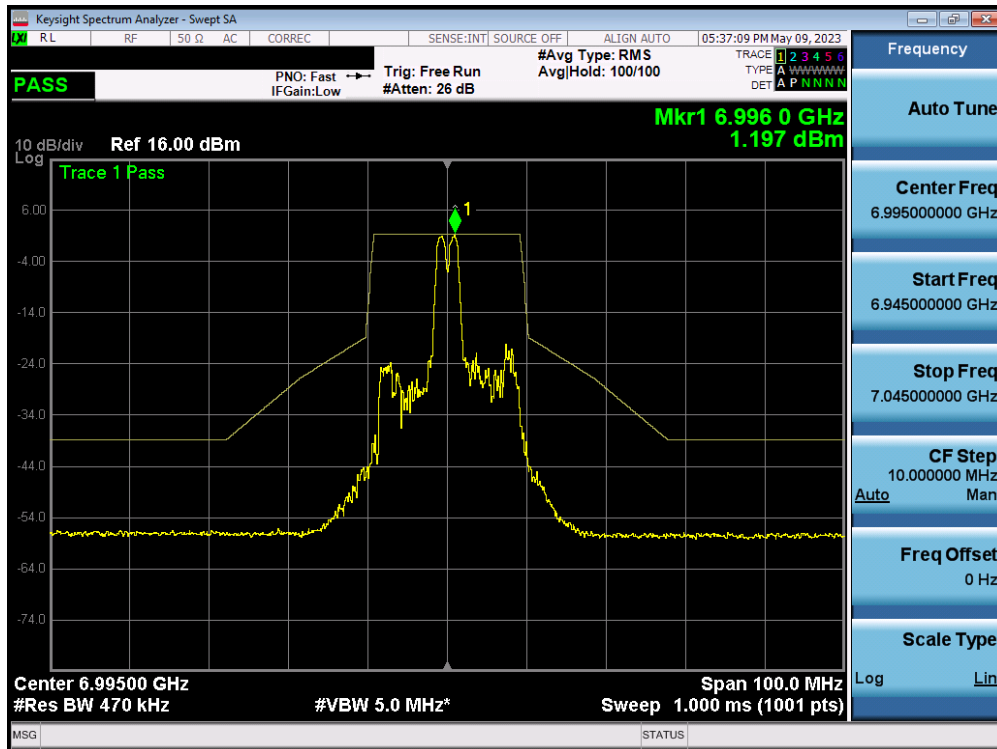 Keysight Spectrum Analyzer - Swept SA
LXI RL RF 50 Ω AC CORREC SENSE:INT SOURCE OFF ALIGN AUTO 05:37:09 PM May 09, 2023
PASS
PNO: Fast
IFGain:Low
Trig: Free Run
#Atten: 26 dB
#Avg Type: RMS
Avg|Hold: 100/100
TRACE 1 2 3 4 5 6
TYPE A WWWWW
DET A P N N N N
Mkr1 6.996 0 GHz
1.197 dBm
10 dB/div Ref 16.00 dBm
Log
Trace 1 Pass
1
6.00
-4.00
-14.0
-24.0
-34.0
-44.0
-54.0
-64.0
-74.0
Center 6.99500 GHz Span 100.0 MHz
#Res BW 470 kHz #VBW 5.0 MHz* Sweep 1.000 ms (1001 pts)
MSG STATUS
Frequency
Auto Tune
Center Freq
6.995000000 GHz
Start Freq
6.945000000 GHz
Stop Freq
7.045000000 GHz
CF Step
10.000000 MHz
Auto Man
Freq Offset
0 Hz
Scale Type
Log Lin